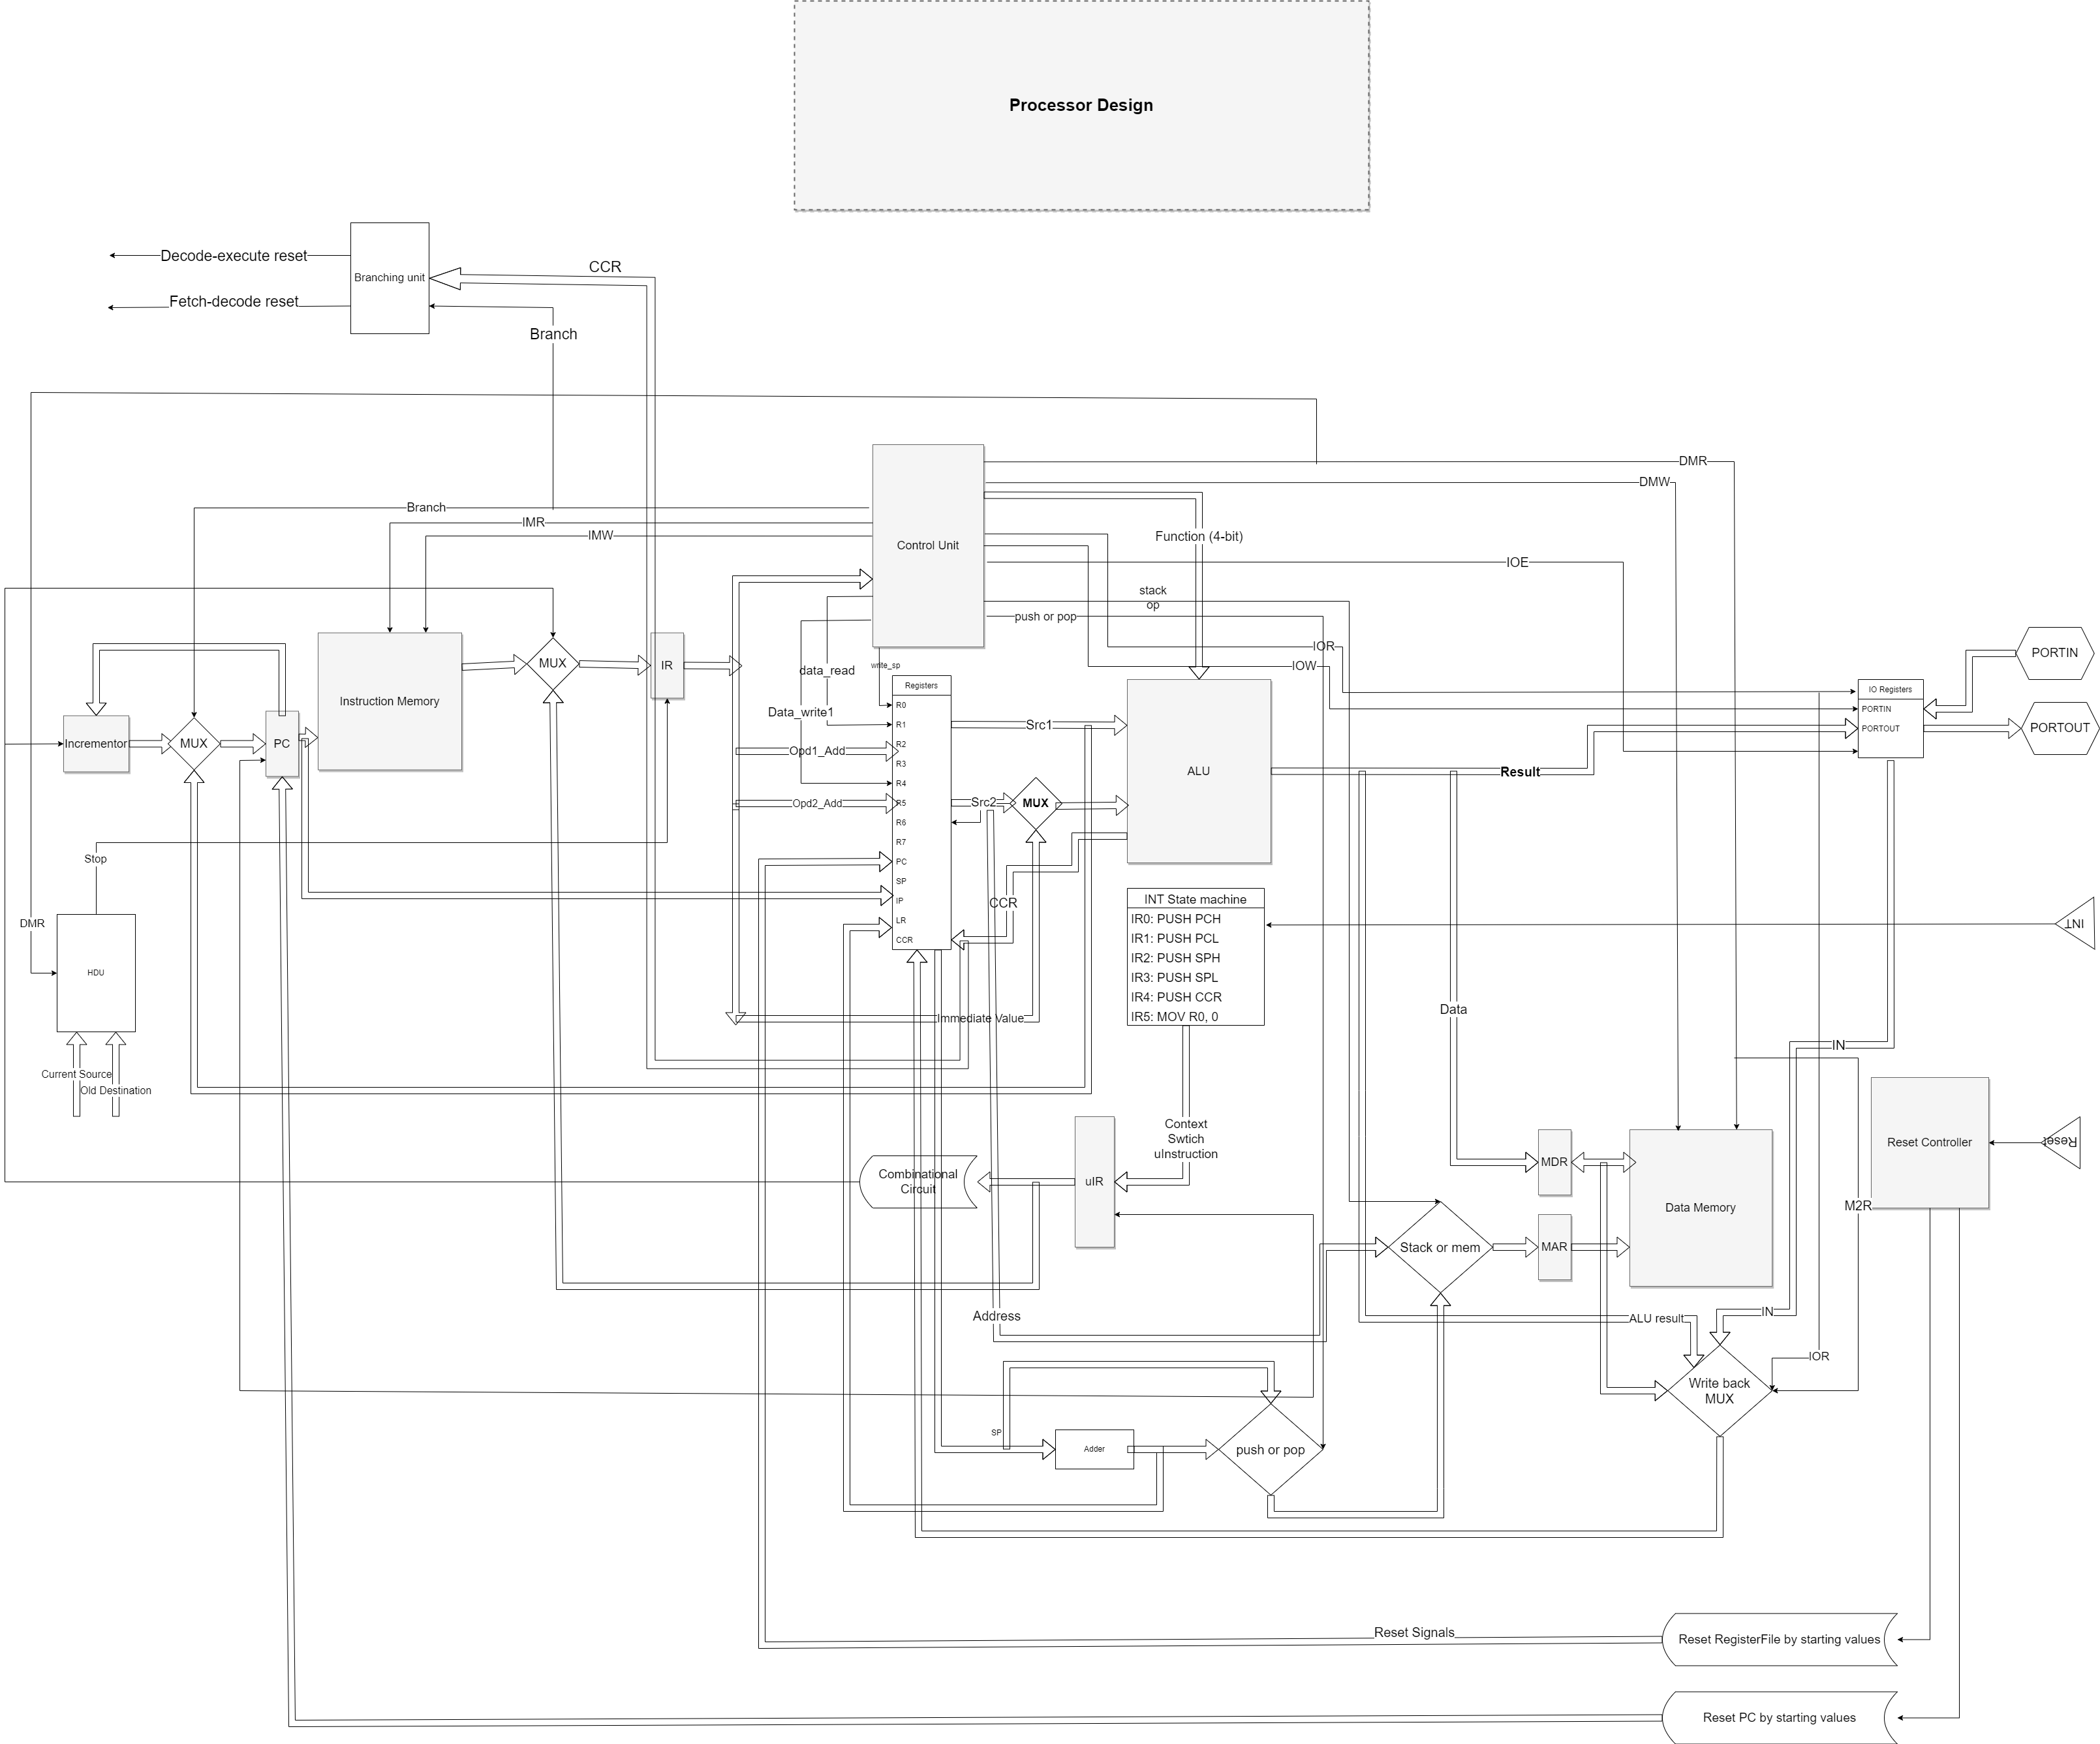 Processor Design
Decode-execute reset
Branching unit
Fetch-decode reset
CCR
Branch
DMR
DMW
Branch
IMR
IMW
Control Unit
Function (4-bit)
IOE
stack
op
push or pop
IOR
IOW
PORTIN
MUX
IR
data_read
write_sp
Data_write1
Instruction Memory
Incrementor
MUX
PC
Registers
R0
R1
R2
R3
R4
R5
R6
R7
PC
SP
IP
LR
CCR
Opd1_Add
Opd2_Add
Src1
Src2
MUX
ALU
Result
IO Registers
PORTIN
PORTOUT
PORTOUT
Stop
DMR
HDU
Current Source
Old Destination
CCR
INT State machine
IR0: PUSH PCH
IR1: PUSH PCL
IR2: PUSH SPH
IR3: PUSH SPL
IR4: PUSH CCR
IR5: MOV R0, 0
INT
Immediate Value
Data
IN
Context
Swtich
uInstruction
Combinational
Circuit
uIR
MDR
MAR
Data Memory
Reset Controller
Reset
M2R
Stack or mem
Address
ALU result
IN
IOR
Write back
MUX
SP
Adder
push or pop
Reset Signals
Reset RegisterFile by starting values
Reset PC by starting values